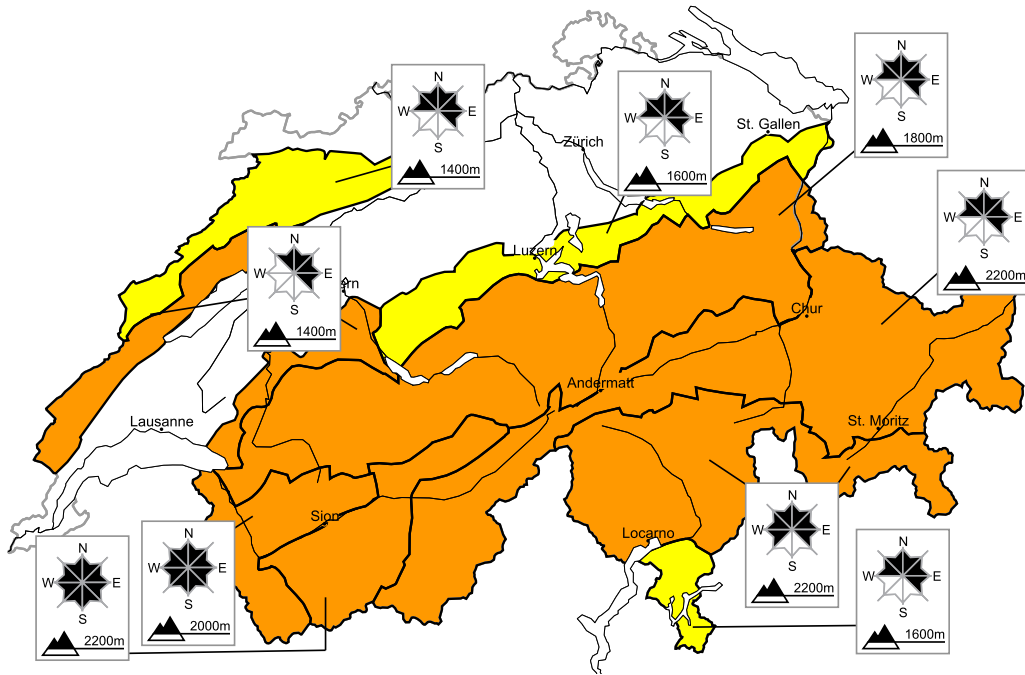 N
W E
S
1800m
N
W E
S
1400m
N
W E
S
1600m
St. Gallen
Zürich
N
W E
S
2200m
N
W E
S
1400m
Luzern
rn
Chur
Andermatt
Lausanne
St. Moritz
Sion
Locarno
N
W E
S
2200m
N
W E
S
2000m
N
W E
S
2200m
N
W E
S
1600m